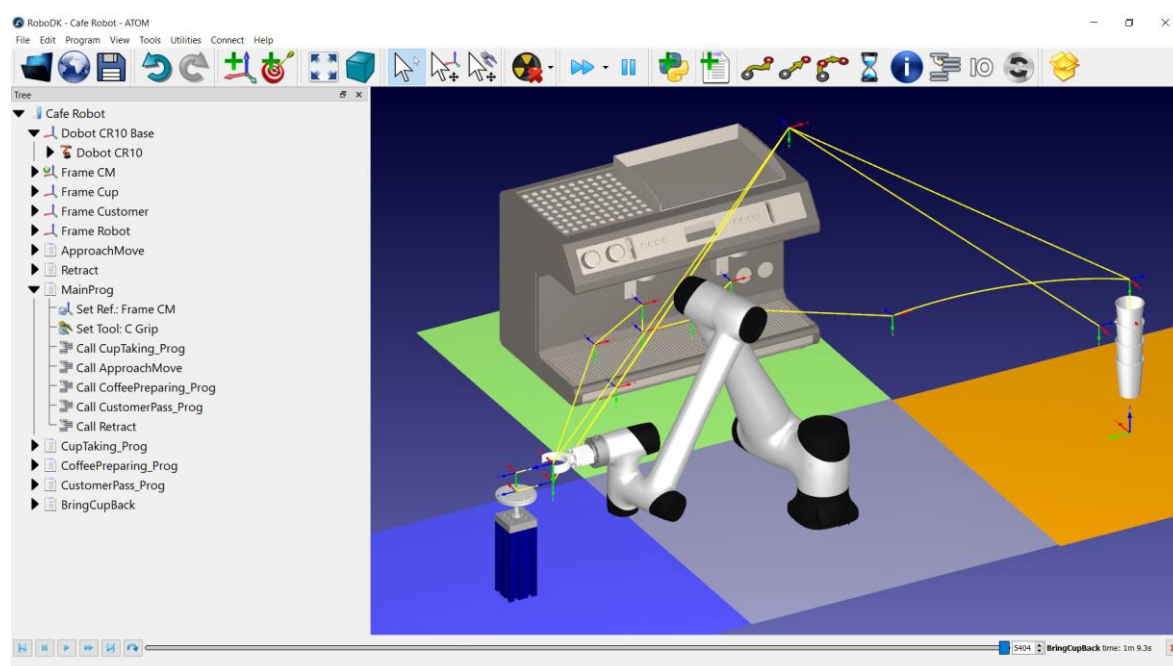 RoboDK - Cafe Robot - ATOM
File Edit Program View Tools Utilities Connect Help
Tree
Cafe Robot
Dobot CR10 Base
Dobot CR10
Frame CM
Frame Cup
Frame Customer
Frame Robot
ApproachMove
Retract
MainProg
Set Ref.: Frame CM
Set Tool: C Grip
Call CupTaking_Prog
Call ApproachMove
Call CoffeePreparing_Prog
Call CustomerPass_Prog
Call Retract
CupTaking_Prog
CoffeePreparing_Prog
CustomerPass_Prog
BringCupBack
5404 BringCupBack time: 1m 9.3s